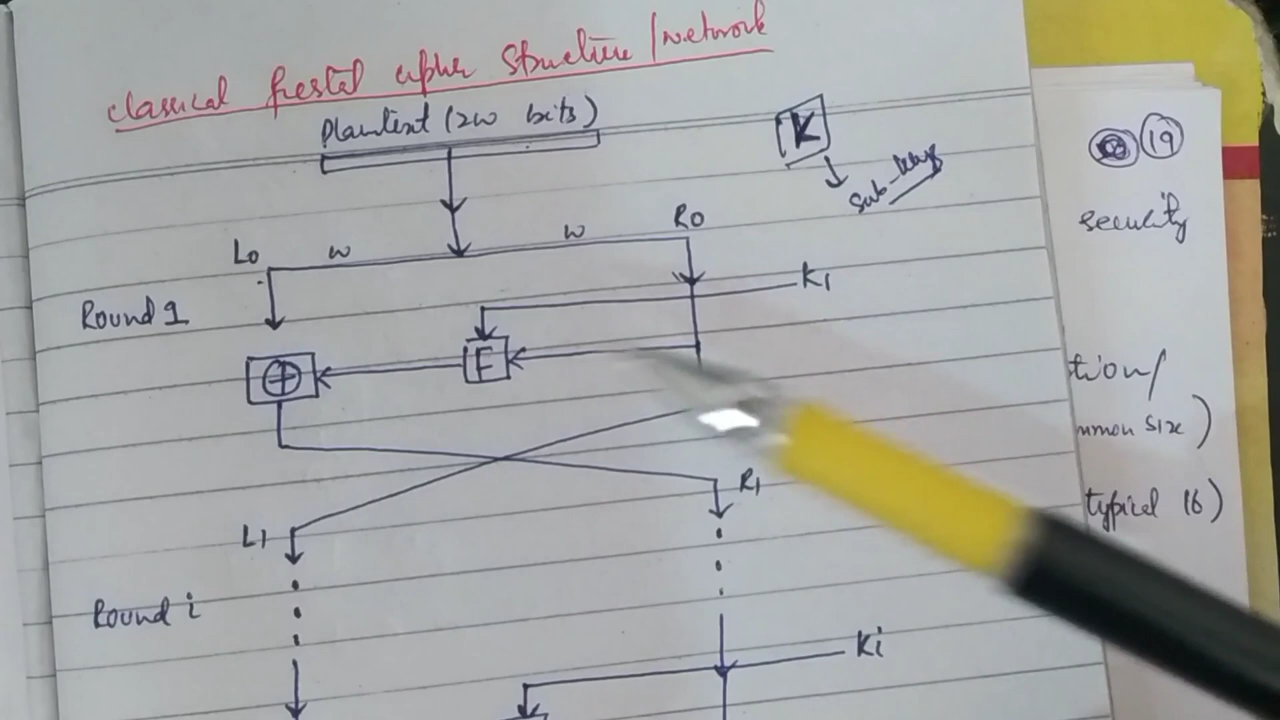 classical fiestel cipher structure / network
Plaintext (2w bits)
K
sub-keys
19
security
L0 w w R0
K1
Round 1
F
tion/
mmon size)
R1
L1
typical 16)
Round i
Ki